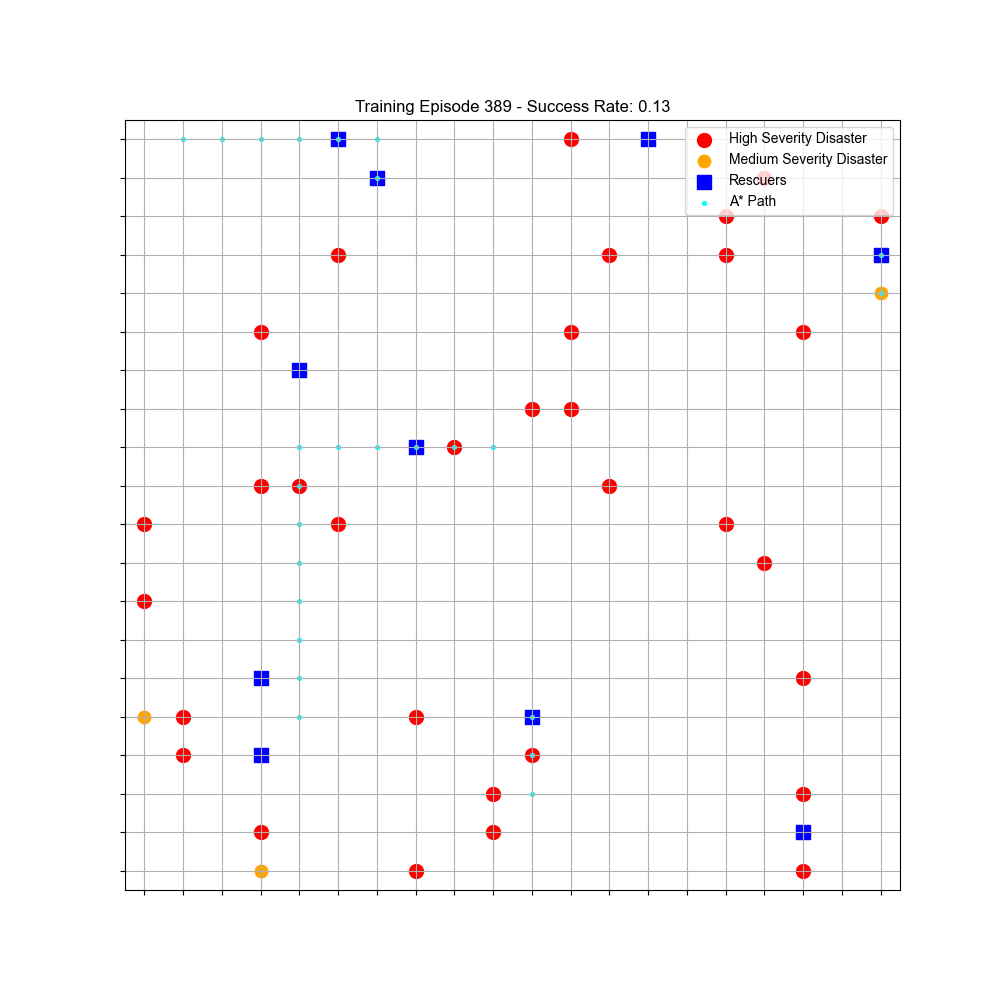 Training Episode 389 - Success Rate: 0.13
High Severity Disaster
Medium Severity Disaster
Rescuers
A* Path